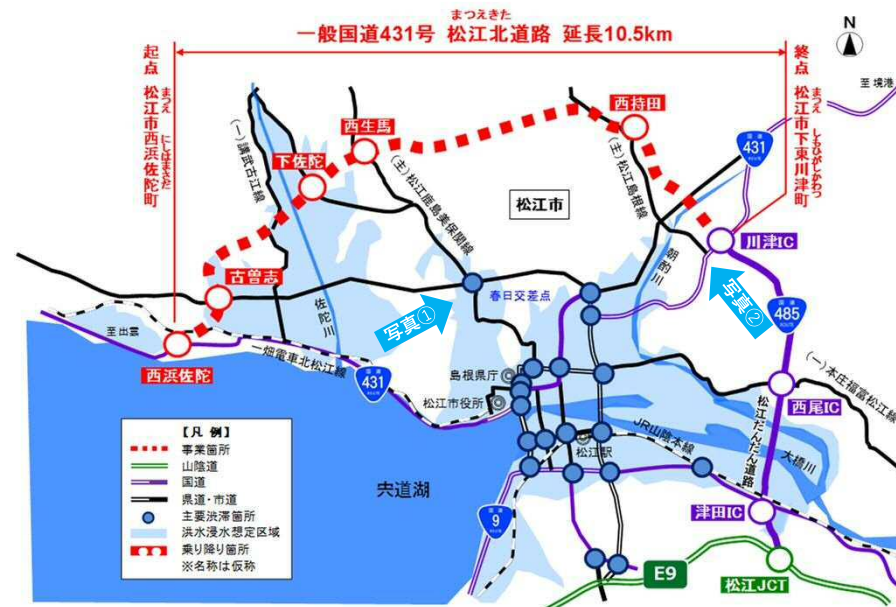 まつえきた
一般国道431号 松江北道路 延長10.5km
N
起点 松江市西浜佐陀町
まつえ にしはまさだ
終点 松江市下東川津町
まつえ しもひがしかわつ
至 境港
西持田
国道
431
ROUTE
西生馬
下佐陀
(一)講武古江線
(主)松江鹿島美保関線
(主)松江島根線
松江市
川津IC
朝酌川
古曽志
佐陀川
春日交差点
写真①
写真②
国道
485
ROUTE
至 出雲
西浜佐陀
一畑電車北松江線
国道
431
ROUTE
島根県庁
松江市役所
(一)本庄福富松江線
西尾IC
松江だんだん道路
JR山陰本線
松江駅
大橋川
宍道湖
国道
9
ROUTE
津田IC
E9
松江JCT
【凡 例】
事業箇所
山陰道
国道
県道・市道
主要渋滞箇所
洪水浸水想定区域
乗り降り箇所
※名称は仮称